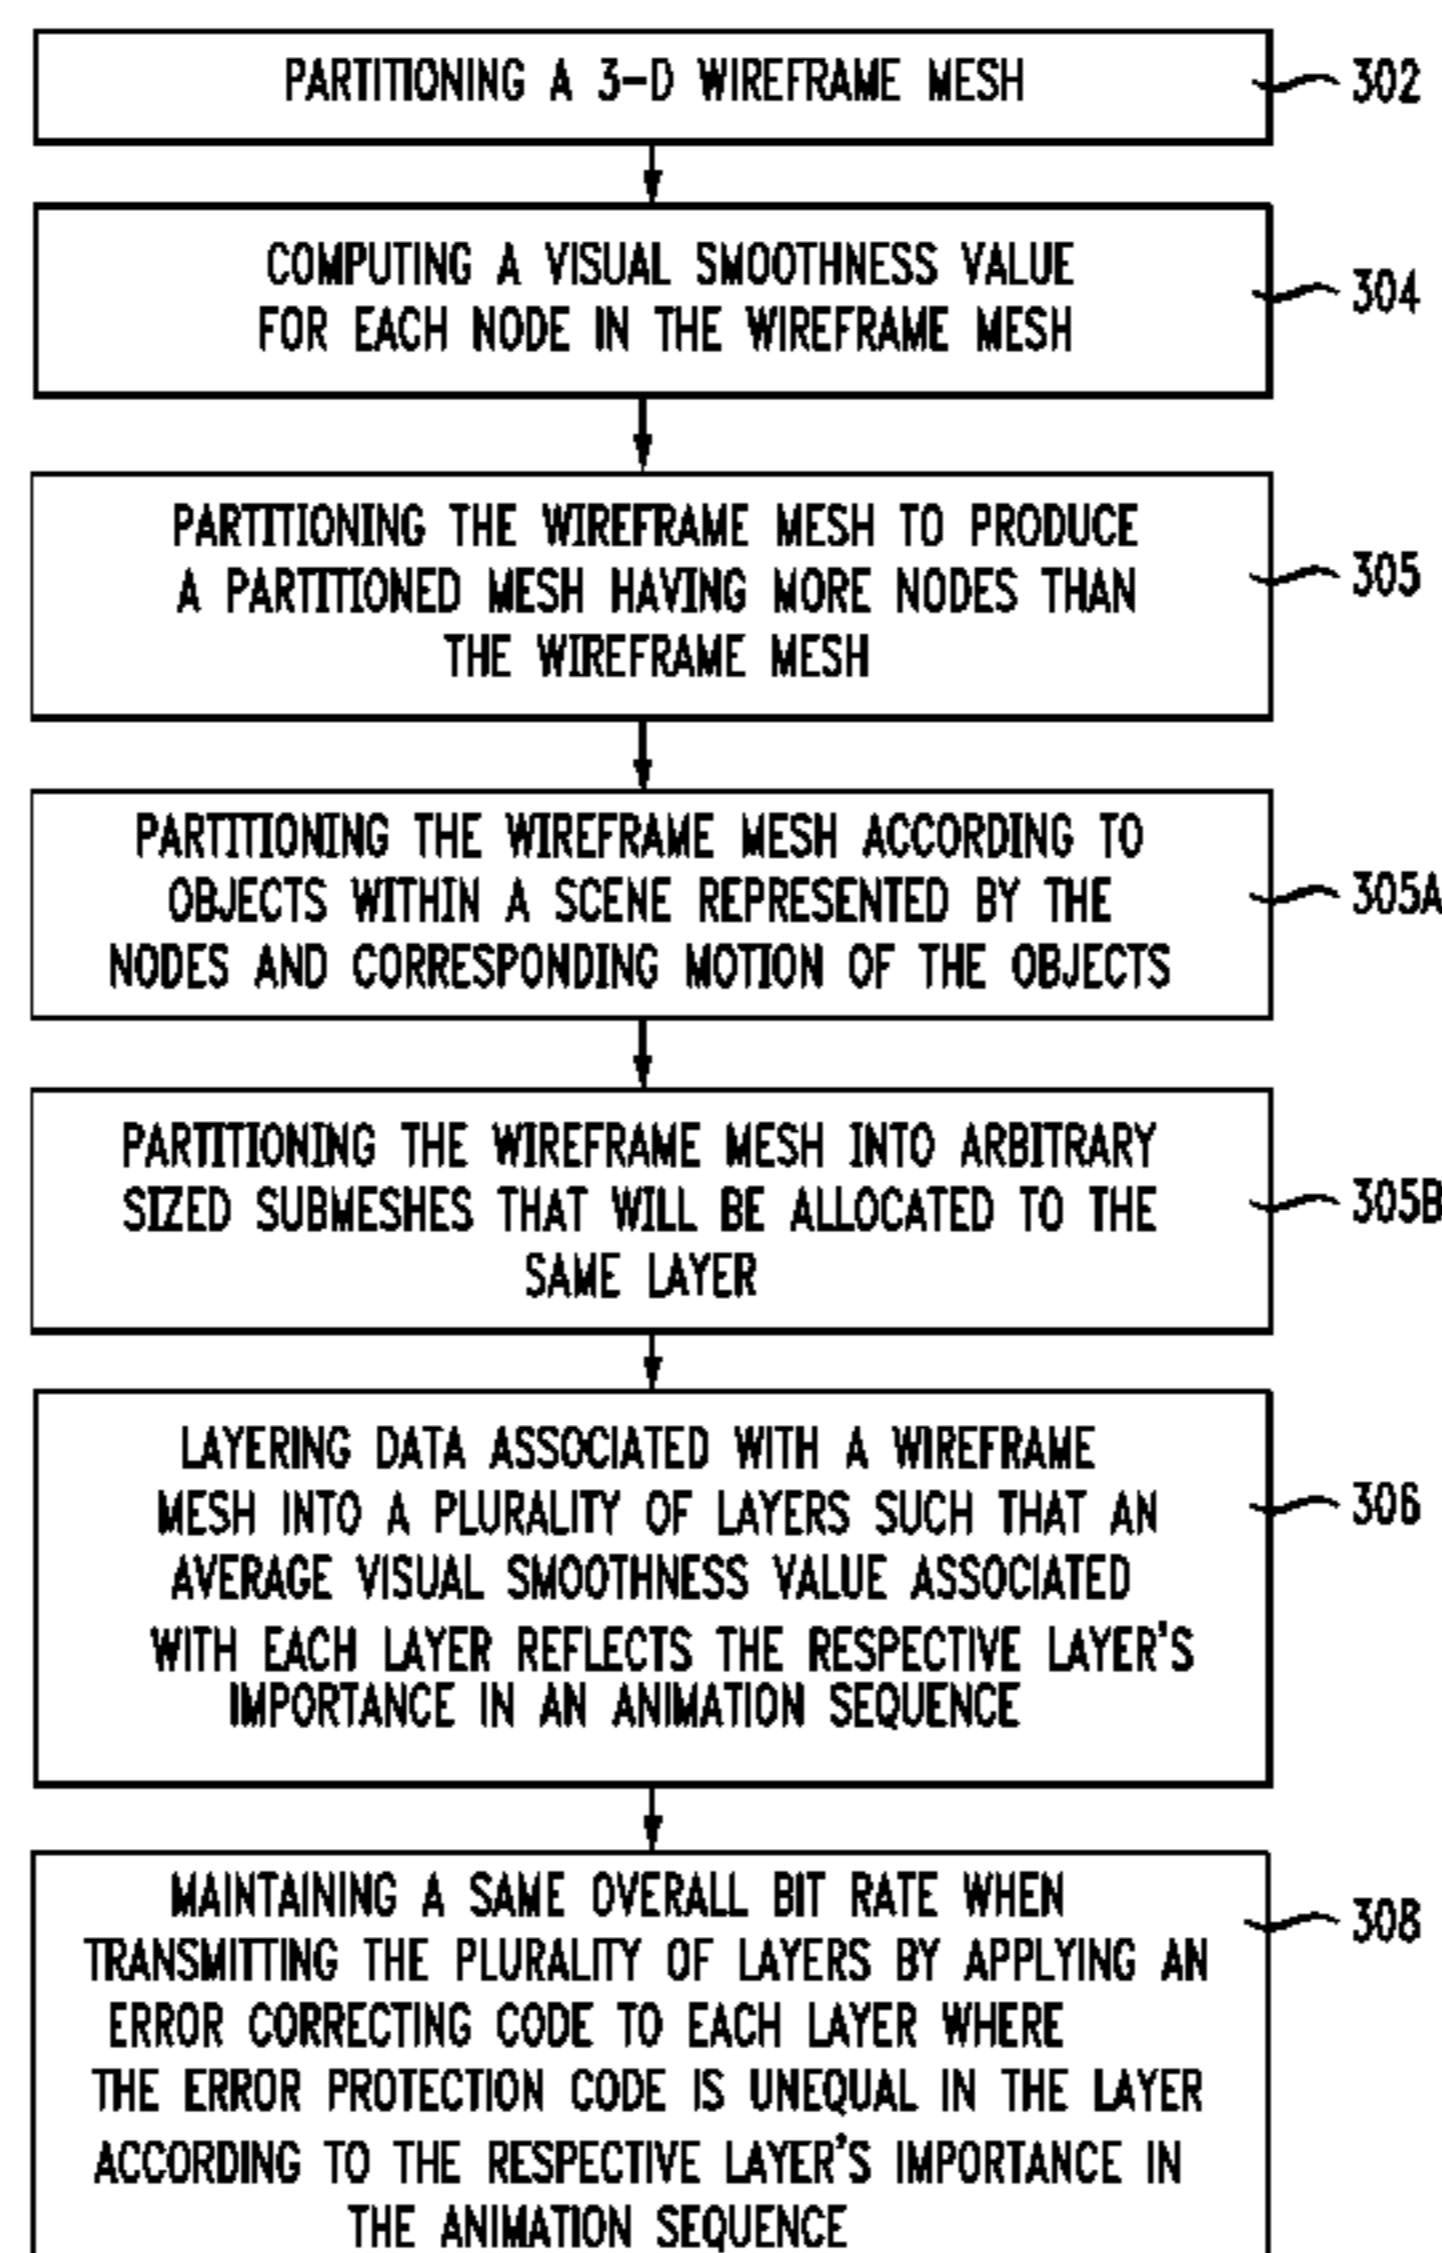 PARTITIONING A 3-D WIREFRAME MESH
302
COMPUTING A VISUAL SMOOTHNESS VALUE
FOR EACH NODE IN THE WIREFRAME MESH
304
PARTITIONING THE WIREFRAME MESH TO PRODUCE
A PARTITIONED MESH HAVING MORE NODES THAN
THE WIREFRAME MESH
305
PARTITIONING THE WIREFRAME MESH ACCORDING TO
OBJECTS WITHIN A SCENE REPRESENTED BY THE
NODES AND CORRESPONDING MOTION OF THE OBJECTS
305A
PARTITIONING THE WIREFRAME MESH INTO ARBITRARY
SIZED SUBMESHES THAT WILL BE ALLOCATED TO THE
SAME LAYER
305B
LAYERING DATA ASSOCIATED WITH A WIREFRAME
MESH INTO A PLURALITY OF LAYERS SUCH THAT AN
AVERAGE VISUAL SMOOTHNESS VALUE ASSOCIATED
WITH EACH LAYER REFLECTS THE RESPECTIVE LAYER'S
IMPORTANCE IN AN ANIMATION SEQUENCE
306
MAINTAINING A SAME OVERALL BIT RATE WHEN
TRANSMITTING THE PLURALITY OF LAYERS BY APPLYING AN
ERROR CORRECTING CODE TO EACH LAYER WHERE
THE ERROR PROTECTION CODE IS UNEQUAL IN THE LAYER
ACCORDING TO THE RESPECTIVE LAYER'S IMPORTANCE IN
THE ANIMATION SEQUENCE
308